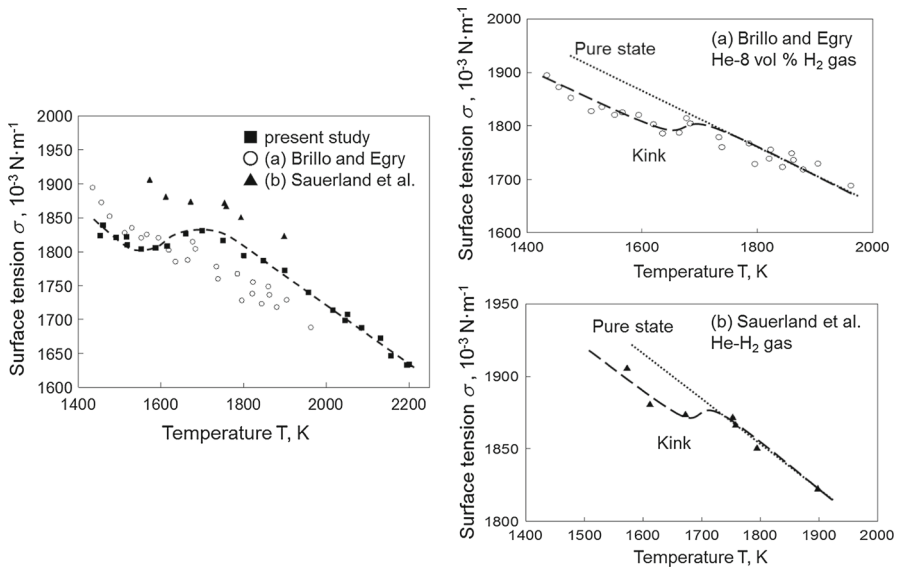 2000
1950
1900
1850
1800
1750
1700
1650
1600
1400
1600
1800
2000
2200
Surface tension σ, 10⁻³ N·m⁻¹
Temperature T, K
■ present study
○ (a) Brillo and Egry
▲ (b) Sauerland et al.
2000
1900
1800
1700
1600
1400
1600
1800
2000
Surface tension σ, 10⁻³ N·m⁻¹
Temperature T, K
Pure state
(a) Brillo and Egry
He-8 vol % H₂ gas
Kink
1950
1900
1850
1800
1400
1500
1600
1700
1800
1900
2000
Surface tension σ, 10⁻³ N·m⁻¹
Temperature T, K
Pure state
(b) Sauerland et al.
He-H₂ gas
Kink